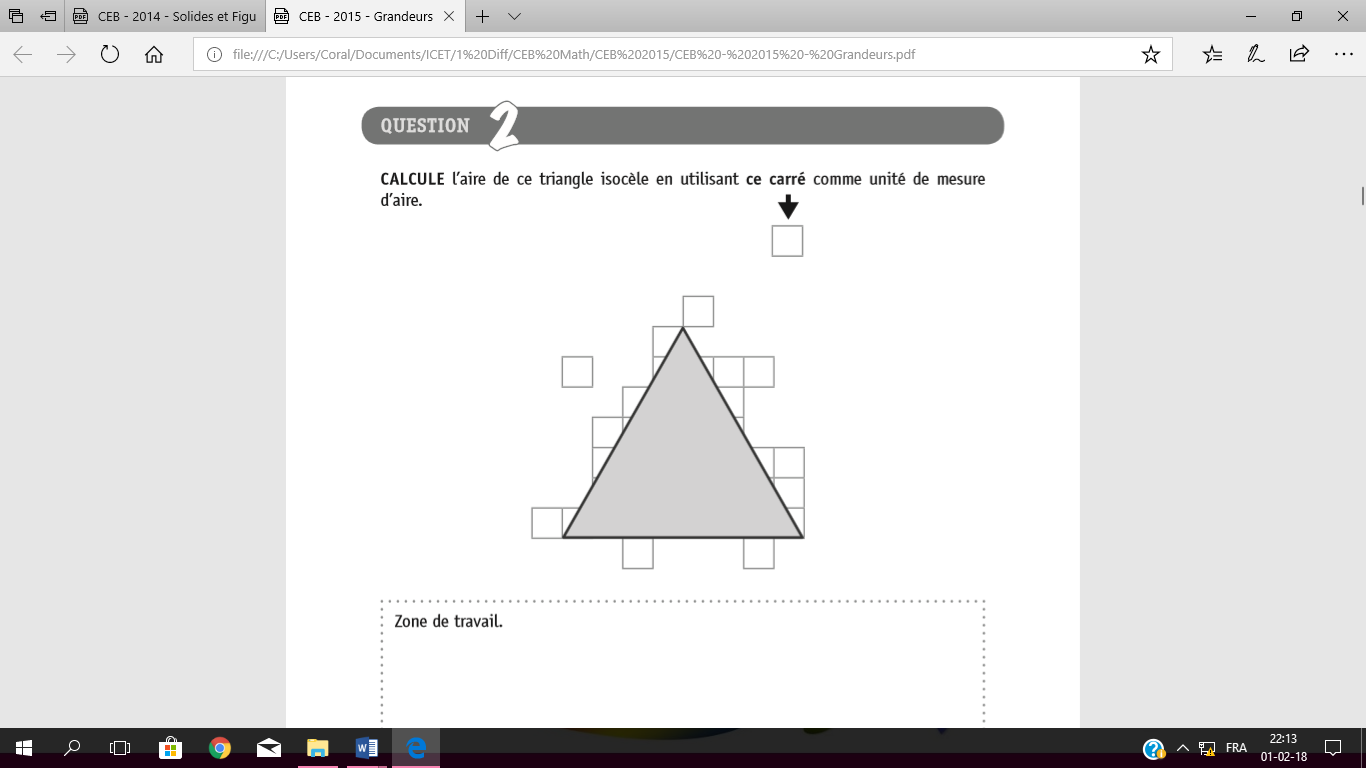 CEB - 2014 - Solides et Figu
CEB - 2015 - Grandeurs
file:///C:/Users/Coral/Documents/ICET/1%20Diff/CEB%20Math/CEB%202015/CEB%20-%202015%20-%20Grandeurs.pdf
QUESTION 2
CALCULE l’aire de ce triangle isocèle en utilisant ce carré comme unité de mesure
d’aire.
Zone de travail.
FRA
22:13
01-02-18